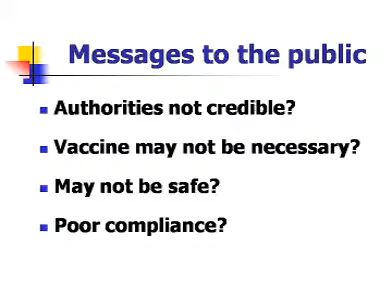 Messages to the public
Authorities not credible?
Vaccine may not be necessary?
May not be safe?
Poor compliance?